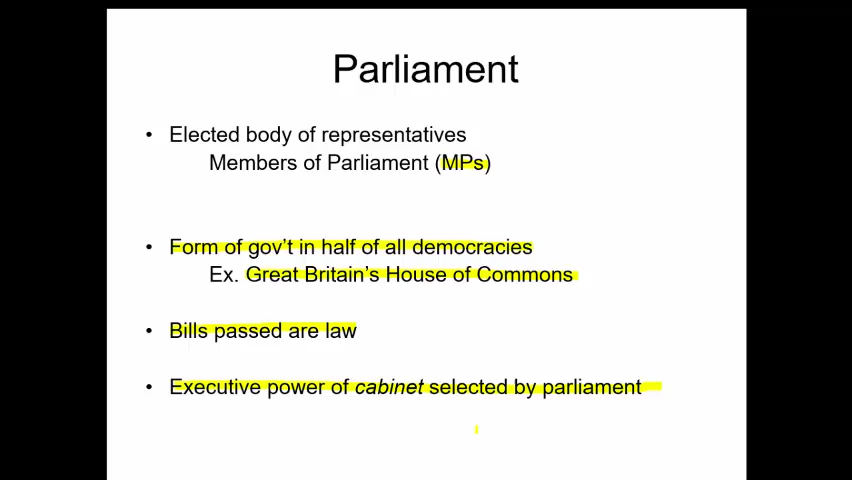 Parliament
• Elected body of representatives
Members of Parliament (MPs)
• Form of gov't in half of all democracies
Ex. Great Britain's House of Commons
• Bills passed are law
• Executive power of cabinet selected by parliament